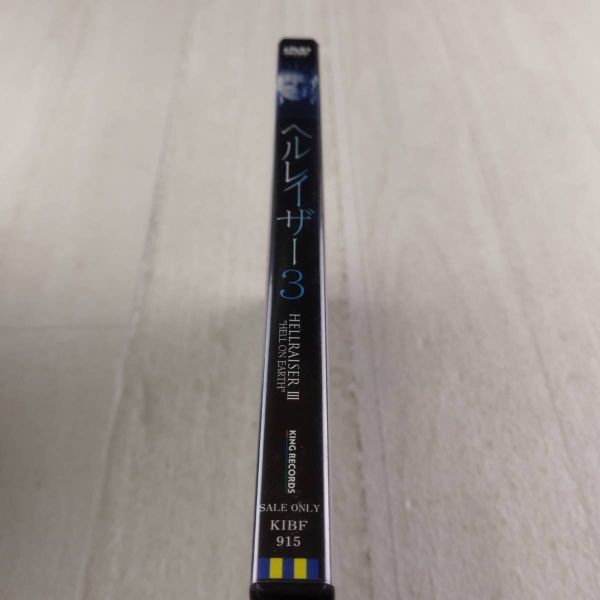 DVD
ヘルレイザー3
HELLRAISER III
"HELL ON EARTH"
KING RECORDS
SALE ONLY
KIBF
915